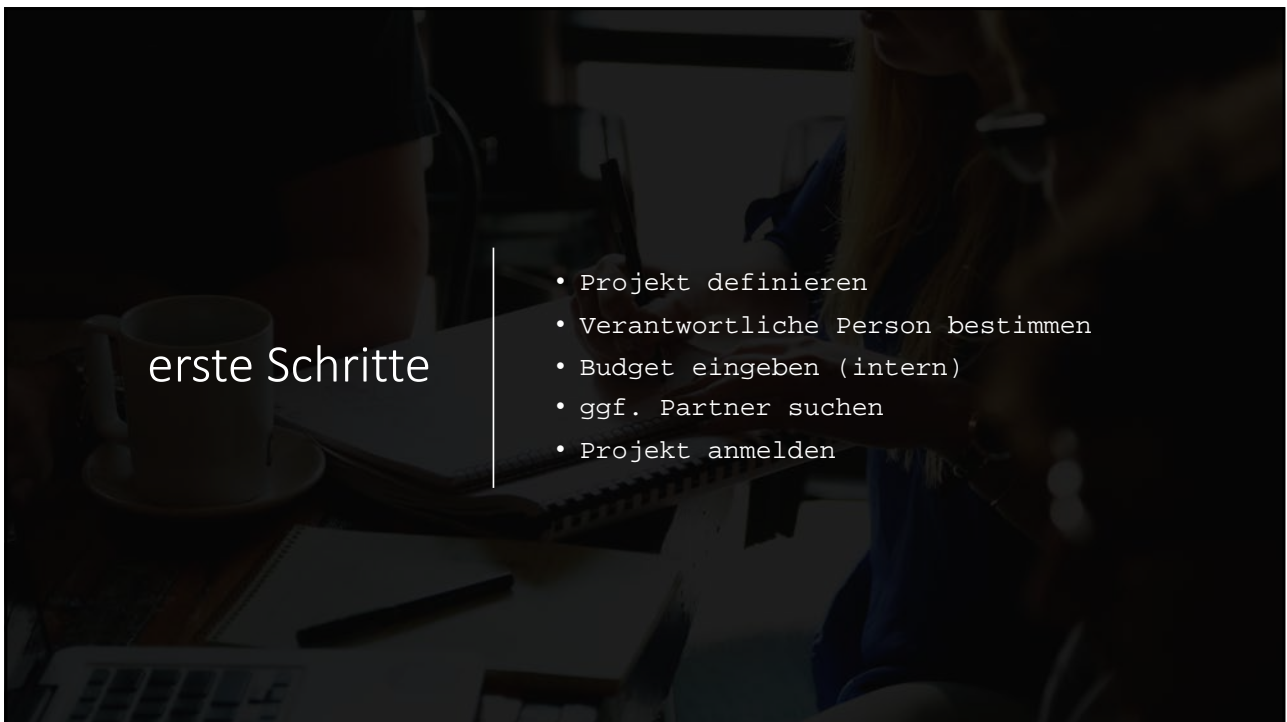 erste Schritte
• Projekt definieren
• Verantwortliche Person bestimmen
• Budget eingeben (intern)
• ggf. Partner suchen
• Projekt anmelden